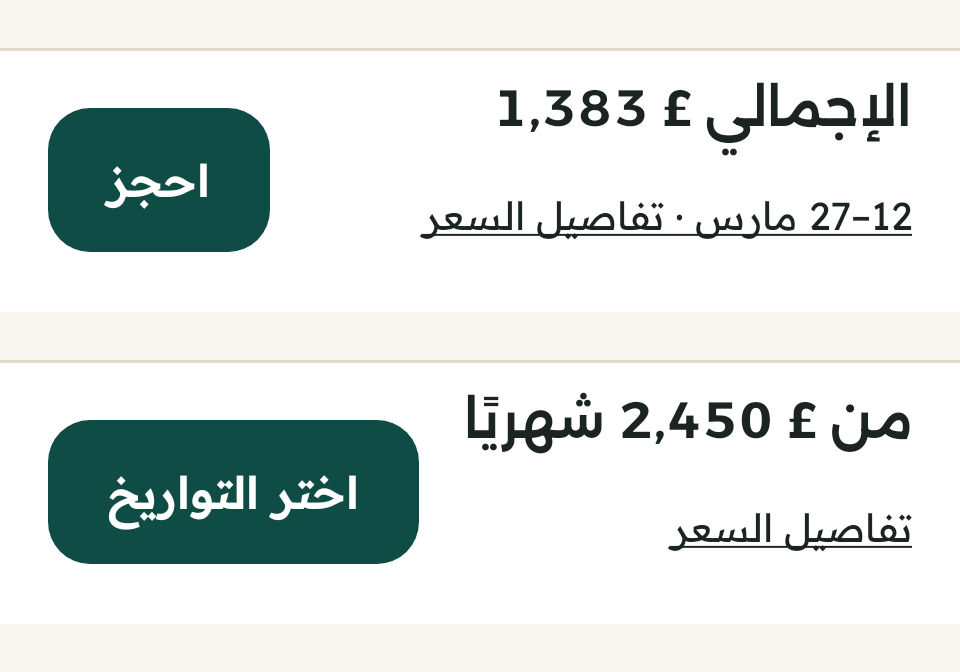 الإجمالي £ 1,383
12–27 مارس · تفاصيل السعر
احجز
من £ 2,450 شهريًا
تفاصيل السعر
اختر التواريخ